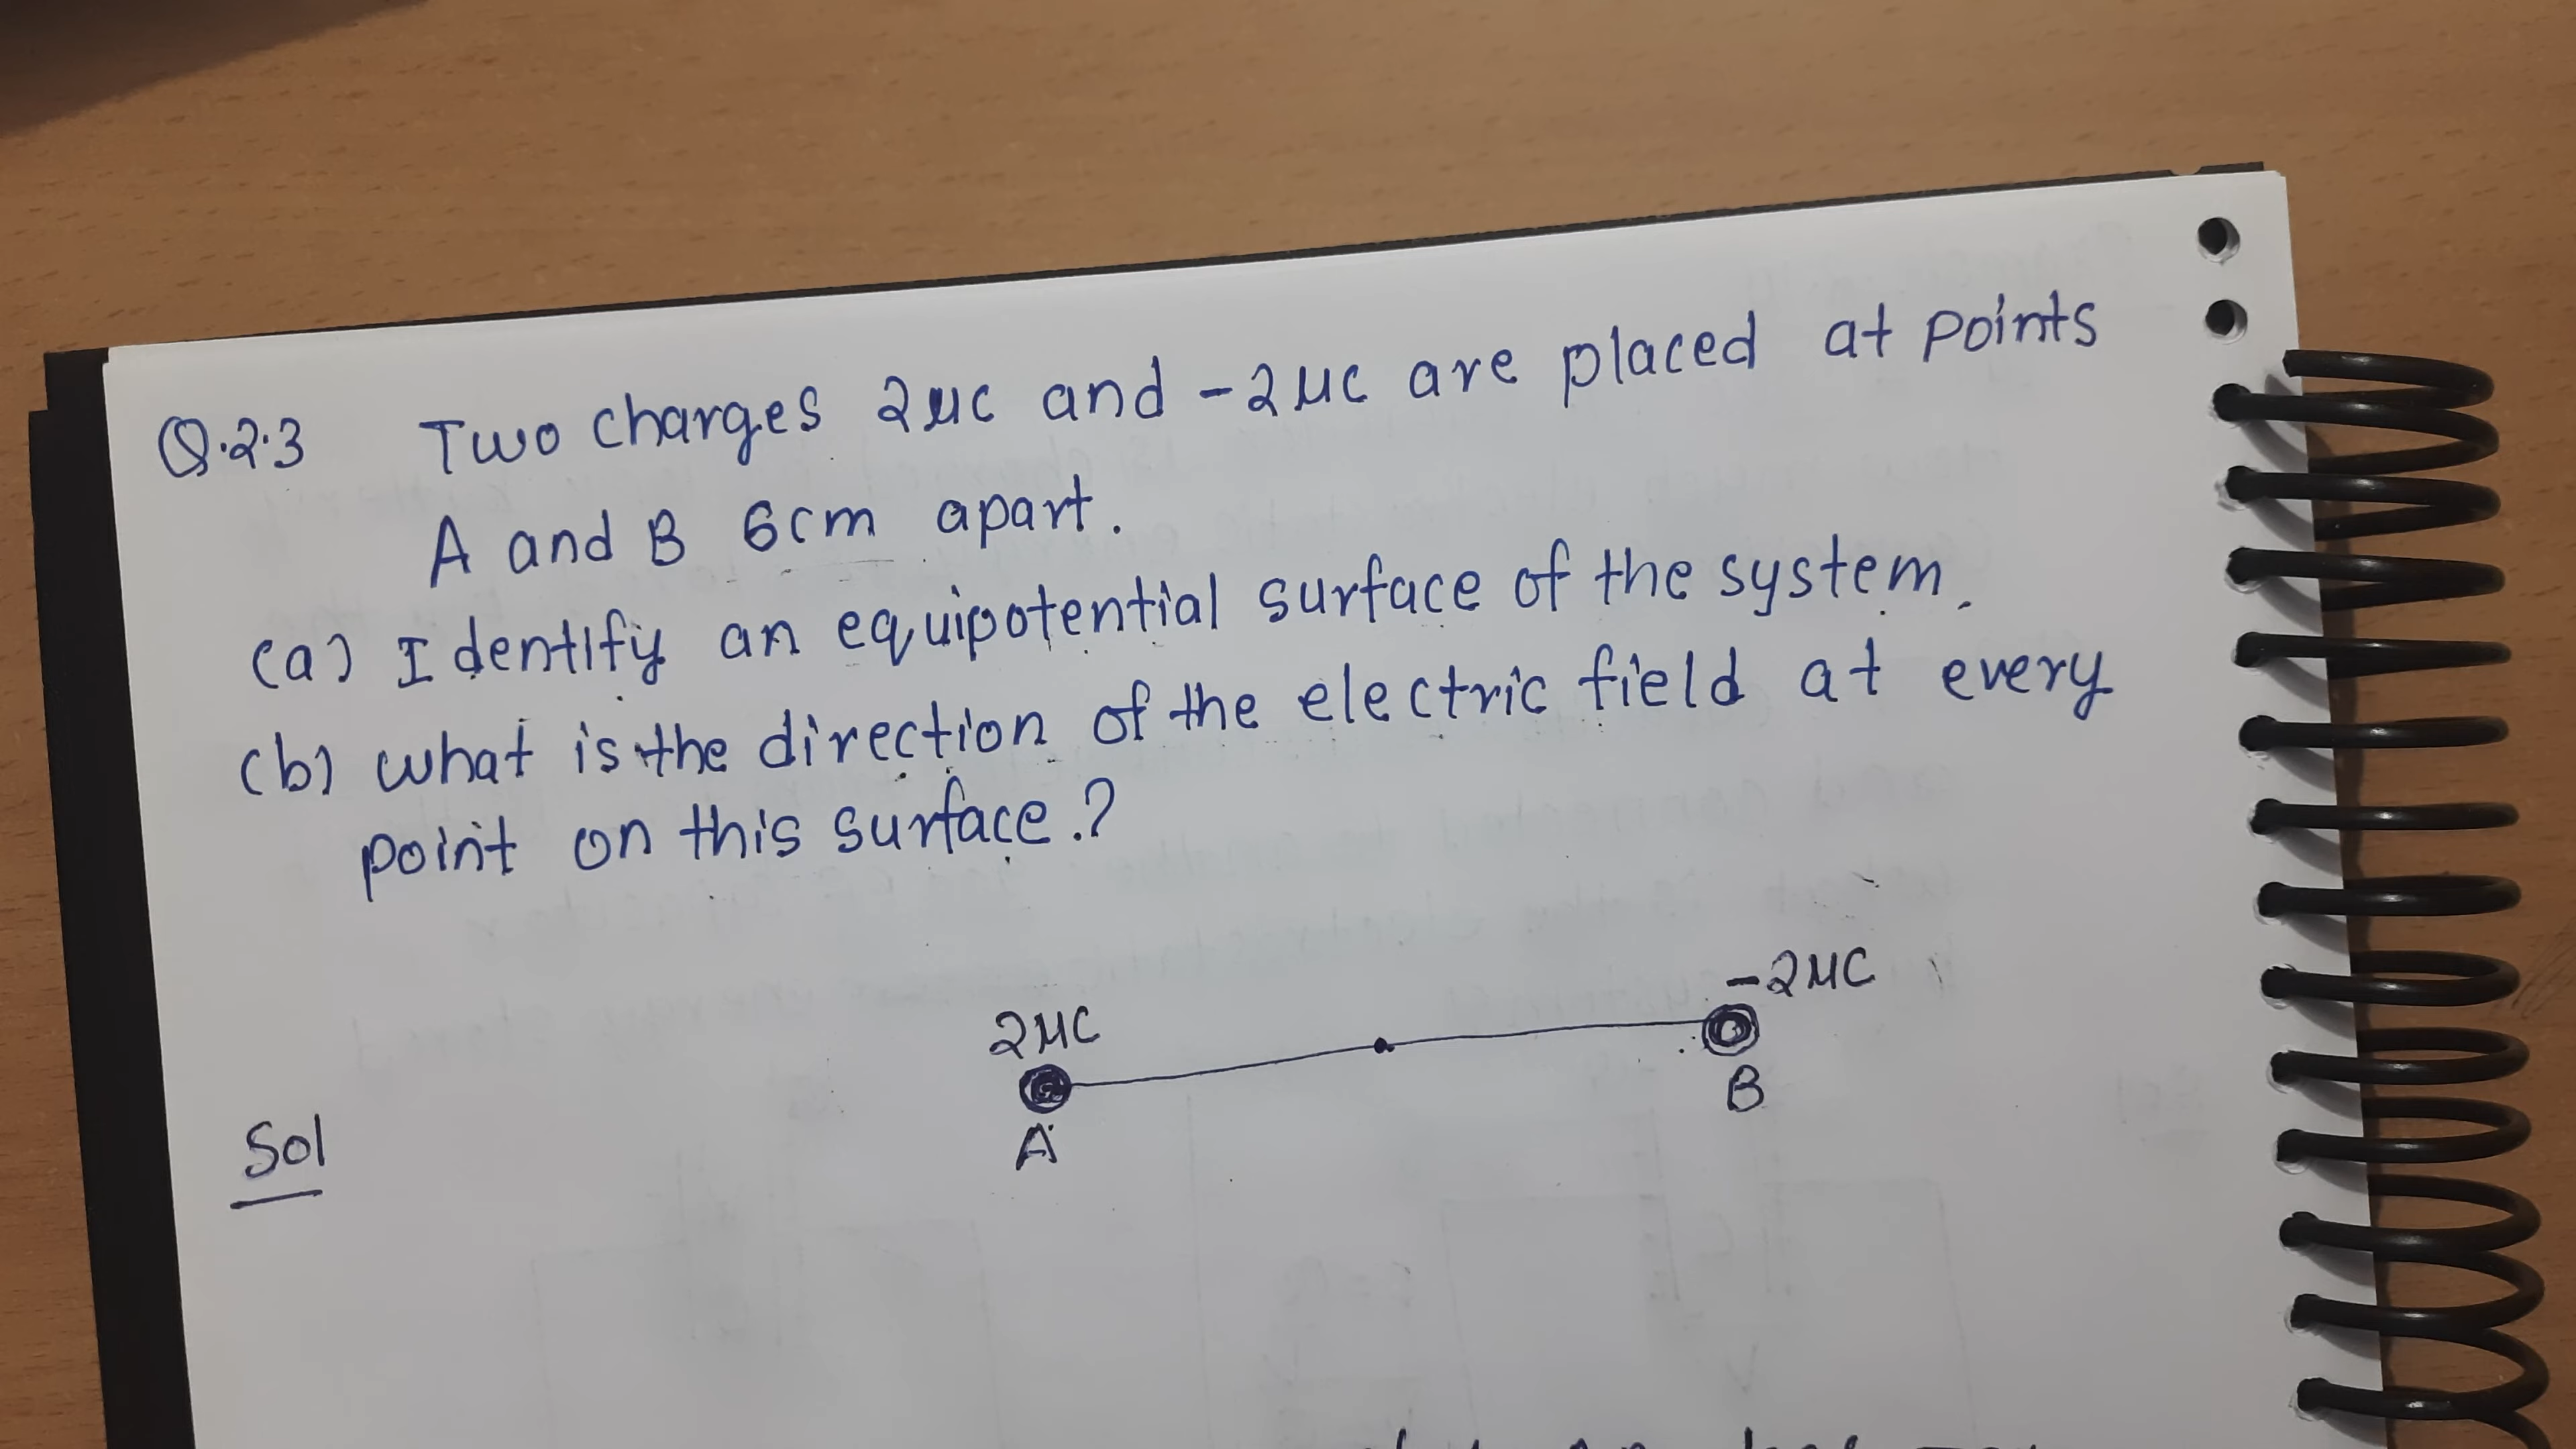 Q.2.3 Two charges 2μc and -2μc are placed at points
A and B 6cm apart.
(a) Identify an equipotential surface of the system.
(b) what is the direction of the electric field at every
point on this surface.?
2μC
-2μC
A
B
Sol